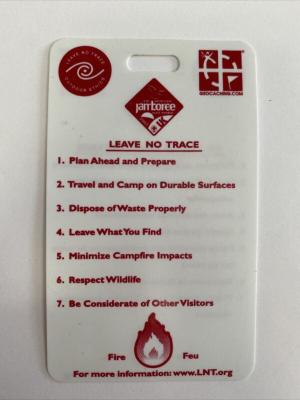 LEAVE NO TRACE
OUTDOOR ETHICS
jamboree
GEOCACHING.COM
LEAVE NO TRACE
1. Plan Ahead and Prepare
2. Travel and Camp on Durable Surfaces
3. Dispose of Waste Properly
4. Leave What You Find
5. Minimize Campfire Impacts
6. Respect Wildlife
7. Be Considerate of Other Visitors
Fire Feu
For more information: www.LNT.org